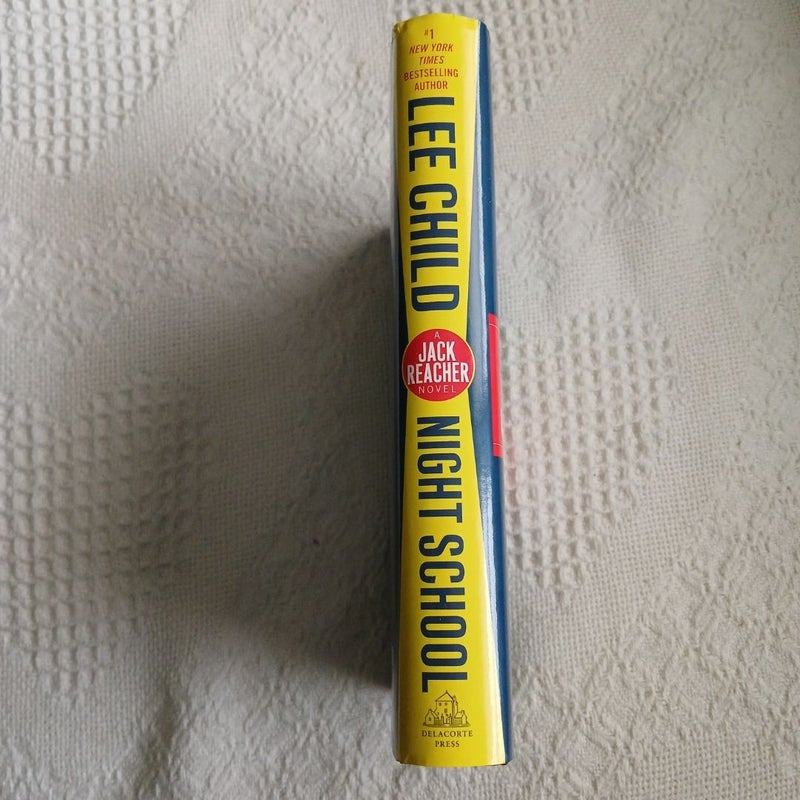 #1
NEW YORK
TIMES
BESTSELLING
AUTHOR
LEE CHILD
A
JACK
REACHER
NOVEL
NIGHT SCHOOL
DELACORTE
PRESS